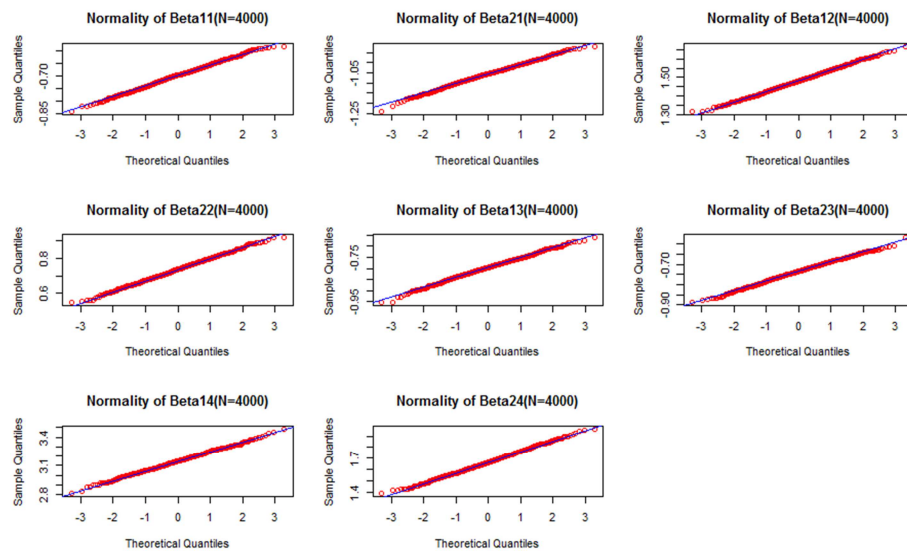 Normality of Beta11(N=4000)
Sample Quantiles
-0.85 -0.70
-3 -2 -1 0 1 2 3
Theoretical Quantiles
Normality of Beta21(N=4000)
Sample Quantiles
-1.25 -1.05
-3 -2 -1 0 1 2 3
Theoretical Quantiles
Normality of Beta12(N=4000)
Sample Quantiles
1.30 1.50
-3 -2 -1 0 1 2 3
Theoretical Quantiles
Normality of Beta22(N=4000)
Sample Quantiles
0.6 0.8
-3 -2 -1 0 1 2 3
Theoretical Quantiles
Normality of Beta13(N=4000)
Sample Quantiles
-0.95 -0.75
-3 -2 -1 0 1 2 3
Theoretical Quantiles
Normality of Beta23(N=4000)
Sample Quantiles
-0.90 -0.70
-3 -2 -1 0 1 2 3
Theoretical Quantiles
Normality of Beta14(N=4000)
Sample Quantiles
2.8 3.1 3.4
-3 -2 -1 0 1 2 3
Theoretical Quantiles
Normality of Beta24(N=4000)
Sample Quantiles
1.4 1.7
-3 -2 -1 0 1 2 3
Theoretical Quantiles